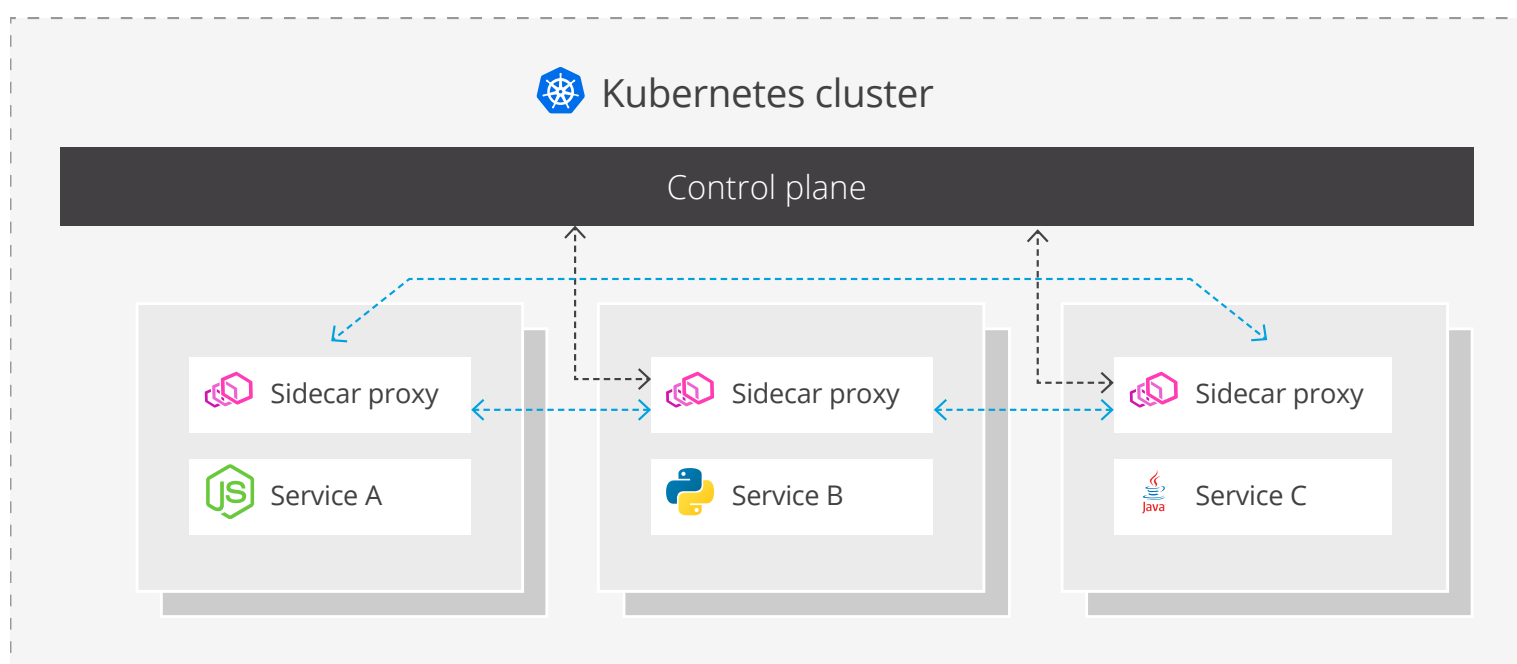 Kubernetes cluster
Control plane
Sidecar proxy
Sidecar proxy
Sidecar proxy
JS Service A
Service B
Java Service C